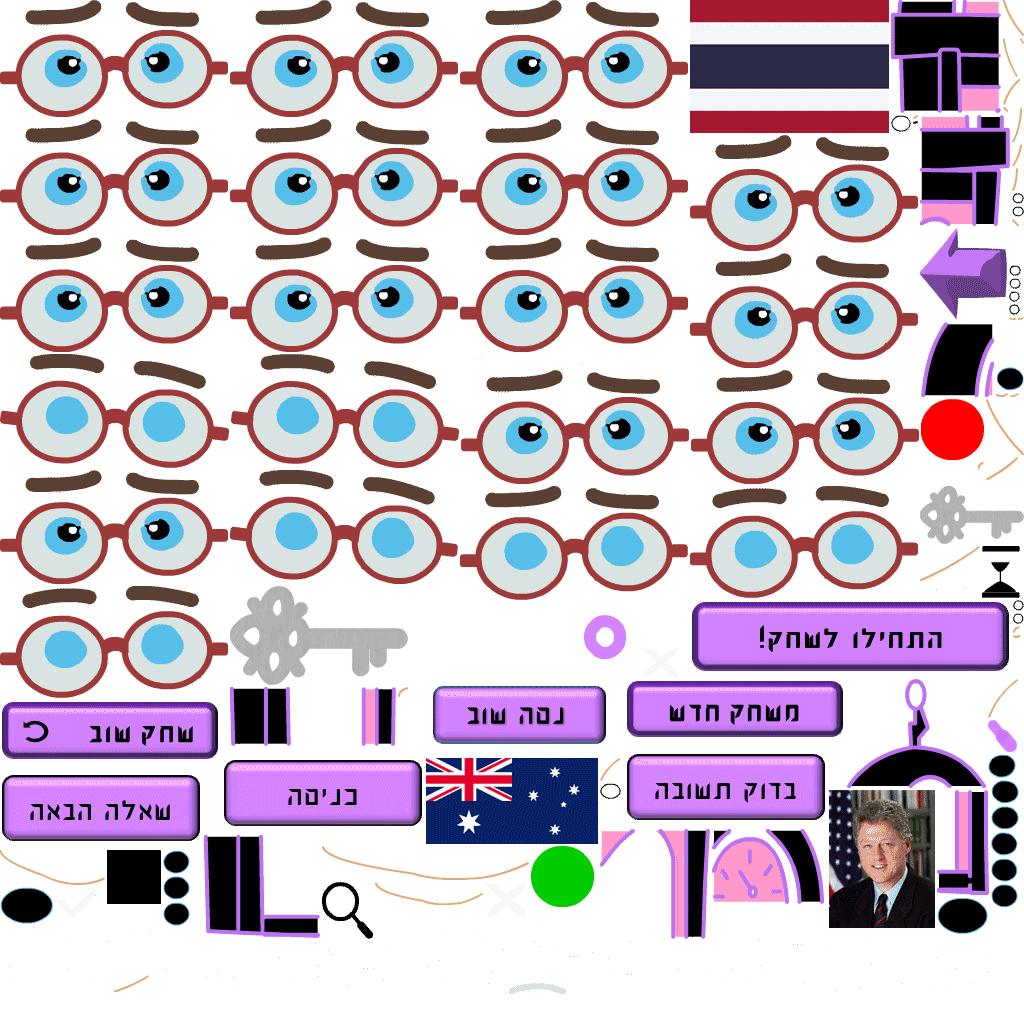 התחילו לשחק!
שחק שוב
נסה שוב
משחק חדש
שאלה הבאה
כניסה
בדוק תשובה